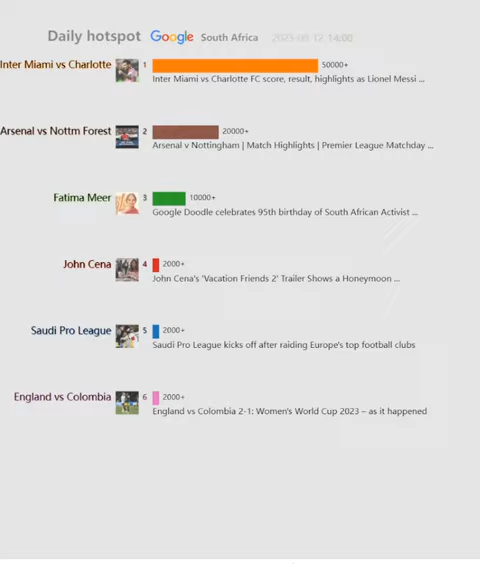 Daily hotspot Google South Africa 2023-08-12 14:00
Inter Miami vs Charlotte 1 50000+
Inter Miami vs Charlotte FC score, result, highlights as Lionel Messi ...
Arsenal vs Nottm Forest 2 20000+
Arsenal v Nottingham | Match Highlights | Premier League Matchday ...
Fatima Meer 3 10000+
Google Doodle celebrates 95th birthday of South African Activist ...
John Cena 4 2000+
John Cena's 'Vacation Friends 2' Trailer Shows a Honeymoon ...
Saudi Pro League 5 2000+
Saudi Pro League kicks off after raiding Europe's top football clubs
England vs Colombia 6 2000+
England vs Colombia 2-1: Women's World Cup 2023 – as it happened